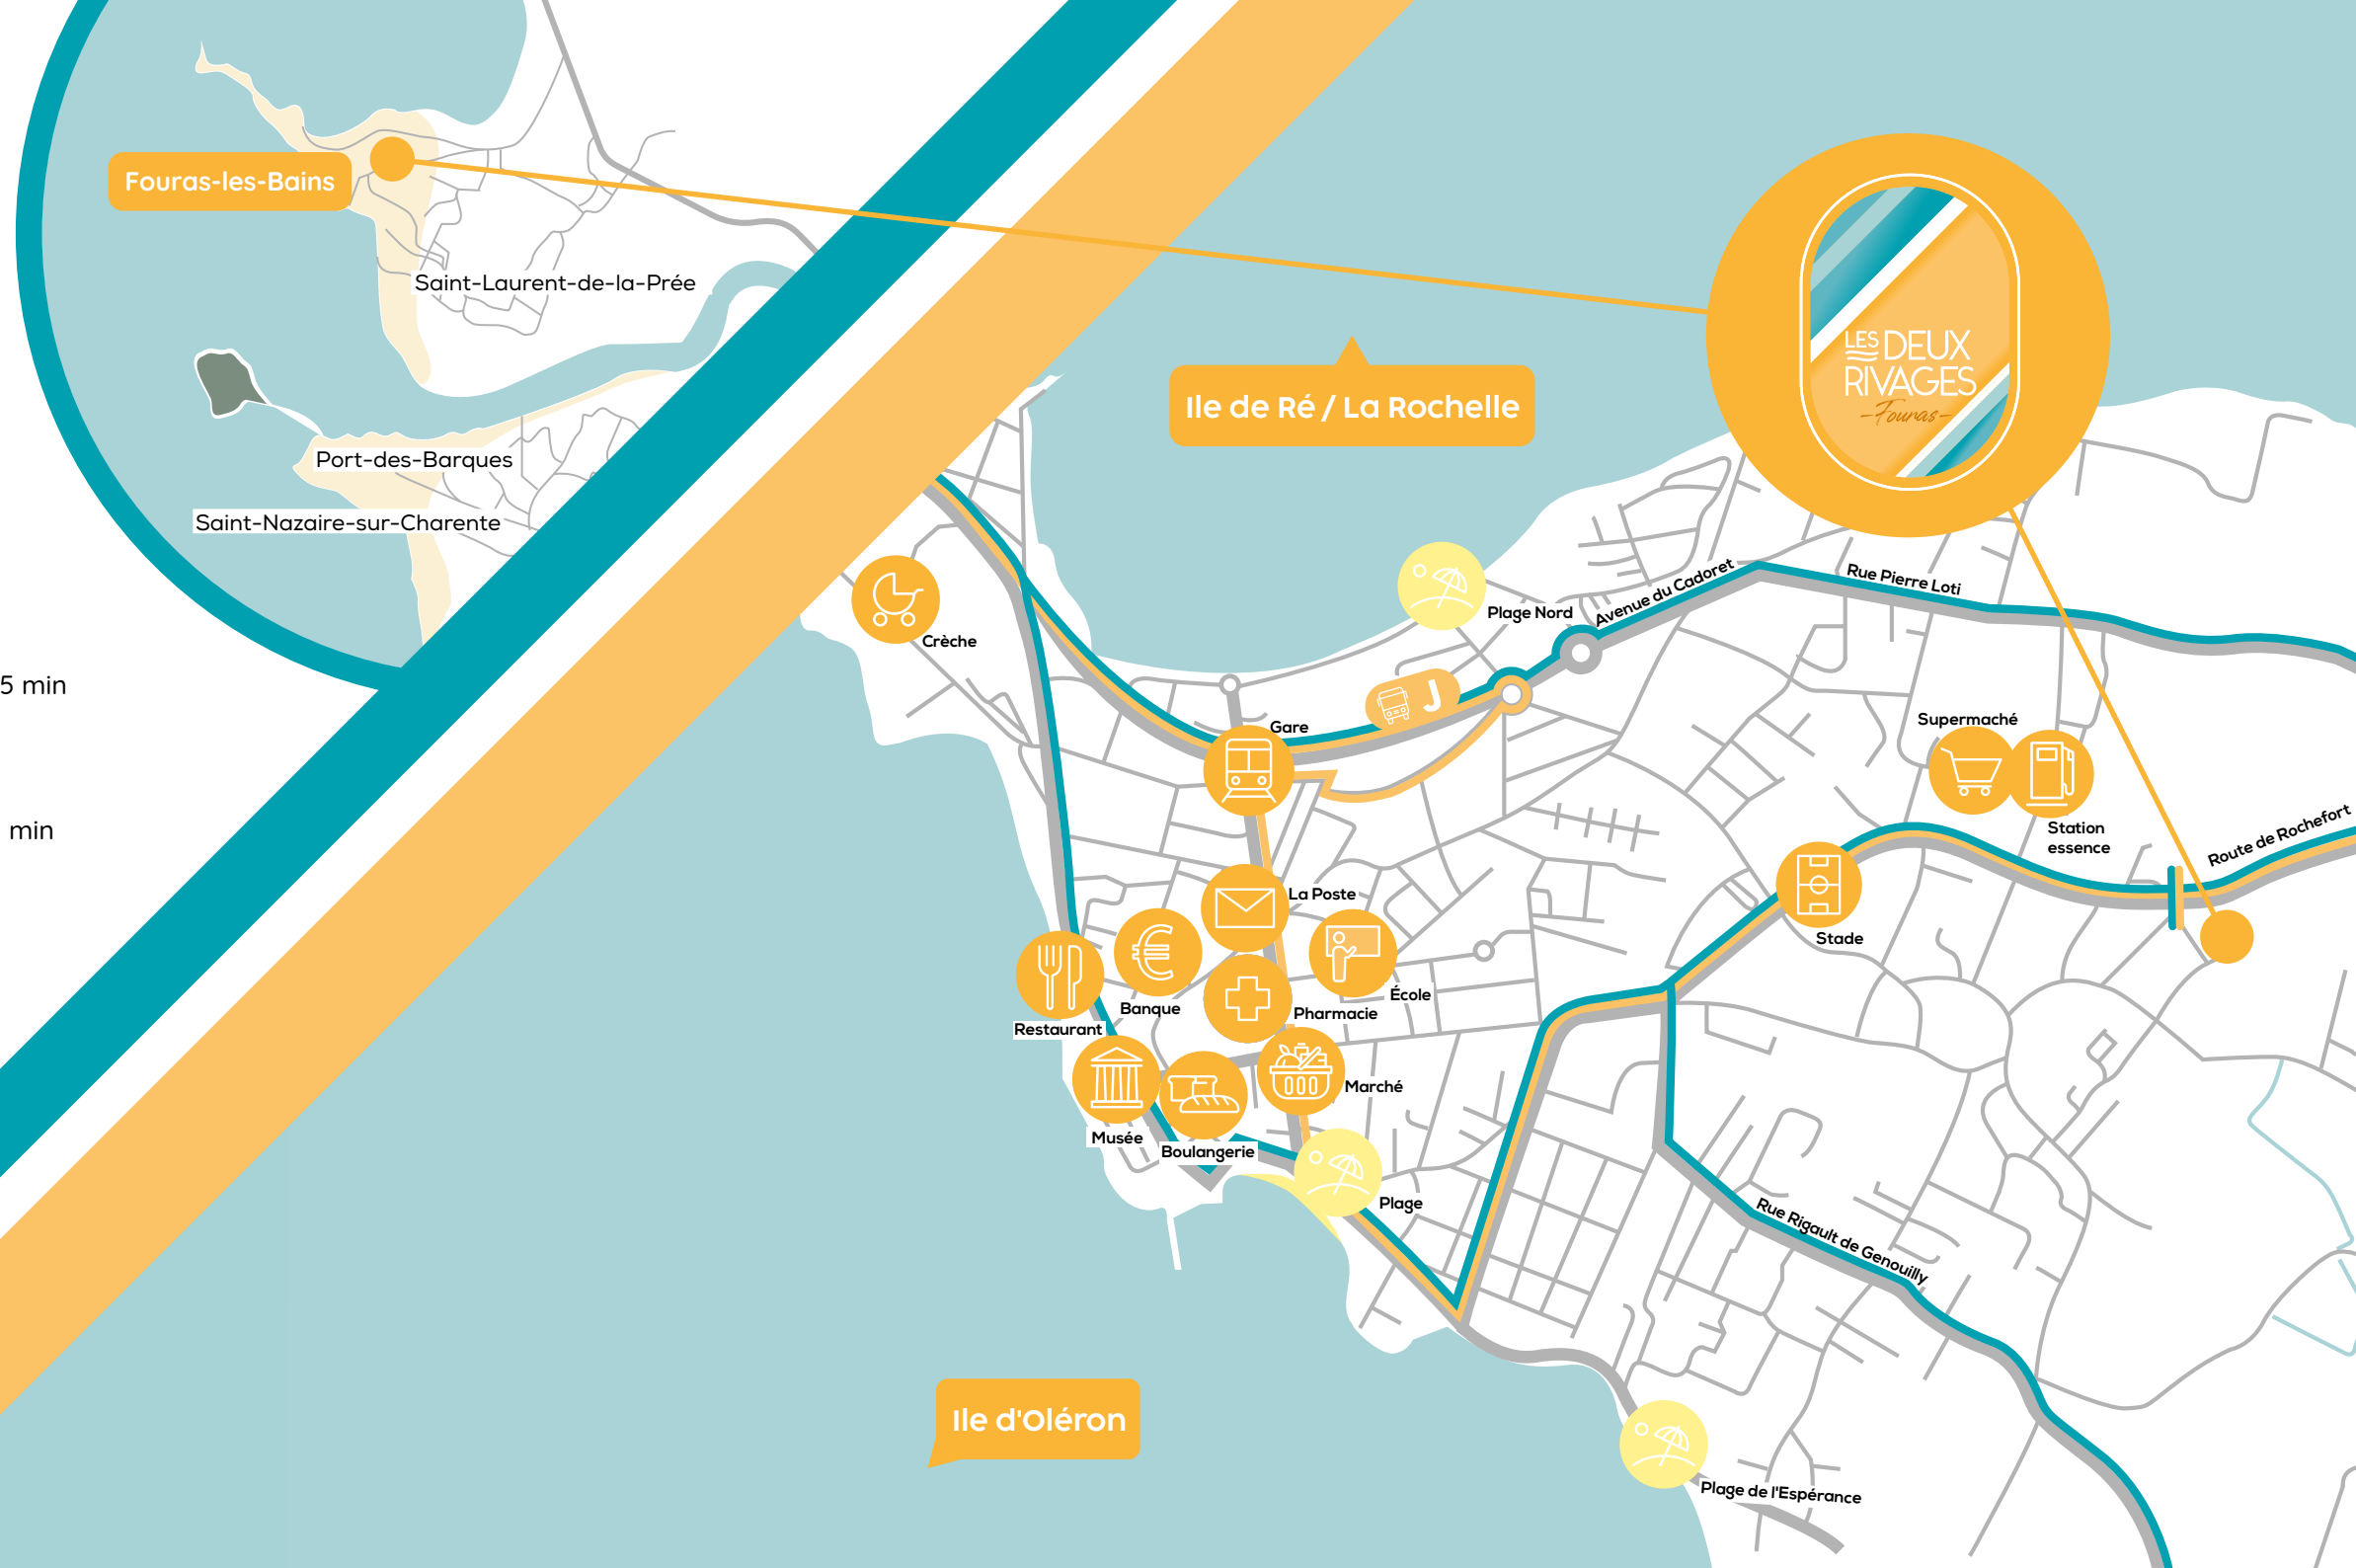 Fouras-les-Bains
Saint-Laurent-de-la-Prée
Port-des-Barques
Saint-Nazaire-sur-Charente
5 min
min
Ile de Ré / La Rochelle
LES DEUX
RIVAGES
-Fouras-
Crèche
Plage Nord
Avenue du Cadoret
Rue Pierre Loti
J
Gare
Supermaché
Station
essence
Route de Rochefort
La Poste
Stade
École
Banque
Pharmacie
Restaurant
Marché
Musée
Boulangerie
Plage
Rue Rigault de Genouilly
Ile d'Oléron
Plage de l'Espérance